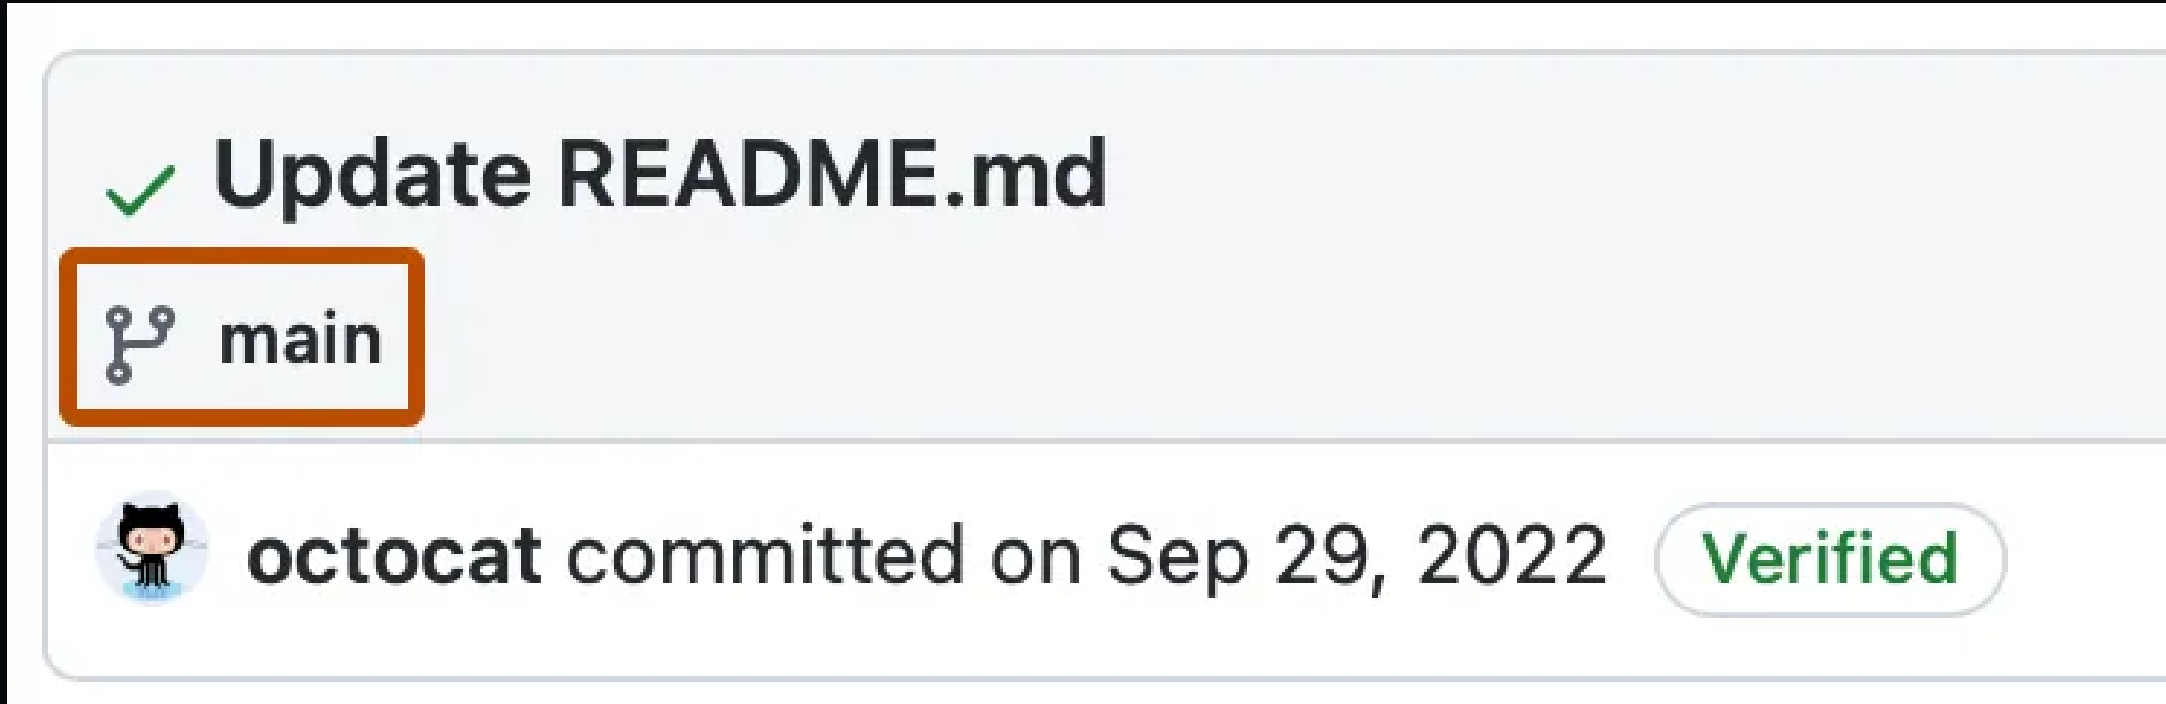 Update README.md
main
octocat committed on Sep 29, 2022 Verified